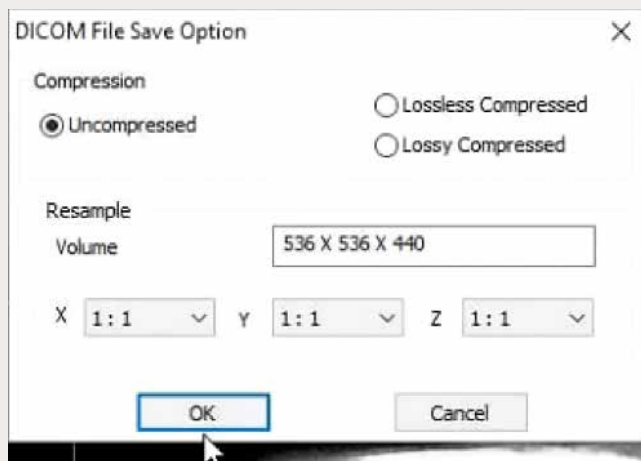 DICOM File Save Option
Compression
Uncompressed
Lossless Compressed
Lossy Compressed
Resample
Volume 536 X 536 X 440
X 1 : 1 Y 1 : 1 Z 1 : 1
OK Cancel